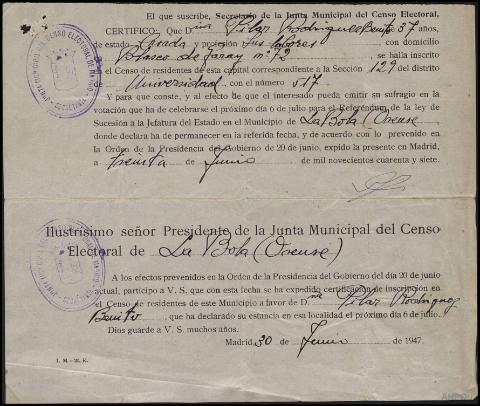 El que suscribe, Secretario de la Junta Municipal del Censo Electoral,
CERTIFICO: Que D.ña Pilar Rodríguez Benito 37 años,
de estado Casada y profesión Sus labores, con domicilio
Blasco de Garay nº 72 se halla inscrito
en el Censo de residentes de esta capital correspondiente a la Sección 129 del distrito
de Universidad, con el número 517
Y para que conste, y al efecto de que el interesado pueda emitir su sufragio en la
votación que ha de celebrarse el próximo día 6 de julio para el Referéndum de la ley de
Sucesión a la Jefatura del Estado en el Municipio de La Bola (Orense)
donde declara ha de permanecer en la referida fecha, y de acuerdo con lo prevenido en
la Orden de la Presidencia del Gobierno de 20 de junio, expido la presente en Madrid,
a treinta de Junio de mil novecientos cuarenta y siete.
Ilustrísimo señor Presidente de la Junta Municipal del Censo
Electoral de La Bola (Orense)
A los efectos prevenidos en la Orden de la Presidencia del Gobierno del día 20 de junio
actual, participo a V. S. que con esta fecha se ha expedido certificación de inscripción en
el Censo de residentes de este Municipio a favor de D.ña Pilar Rodríguez
Benito, que ha declarado su estancia en esa localidad el próximo día 6 de julio.
Dios guarde a V. S. muchos años.
Madrid, 30 de Junio de 1947.
I. M.-